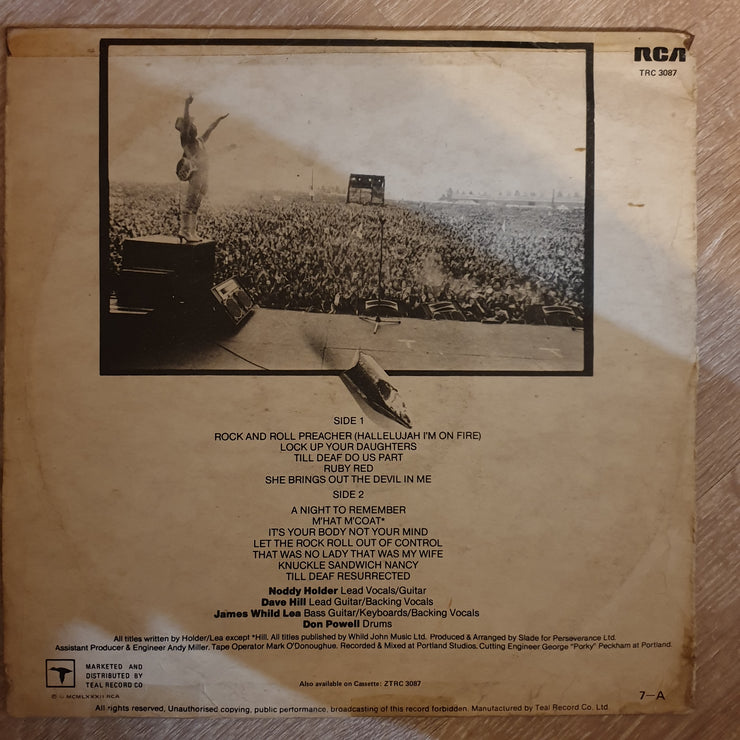 RCA
TRC 3087
SIDE 1
ROCK AND ROLL PREACHER (HALLELUJAH I'M ON FIRE)
LOCK UP YOUR DAUGHTERS
TILL DEAF DO US PART
RUBY RED
SHE BRINGS OUT THE DEVIL IN ME
SIDE 2
A NIGHT TO REMEMBER
M'HAT M'COAT*
IT'S YOUR BODY NOT YOUR MIND
LET THE ROCK ROLL OUT OF CONTROL
THAT WAS NO LADY THAT WAS MY WIFE
KNUCKLE SANDWICH NANCY
TILL DEAF RESURRECTED
Noddy Holder Lead Vocals/Guitar
Dave Hill Lead Guitar/Backing Vocals
James Whild Lea Bass Guitar/Keyboards/Backing Vocals
Don Powell Drums
All titles written by Holder/Lea except *Hill. All titles published by Whild John Music Ltd. Produced & Arranged by Slade for Perseverance Ltd.
Assistant Producer & Engineer Andy Miller. Tape Operator Mark O'Donoughue. Recorded & Mixed at Portland Studios. Cutting Engineer George "Porky" Peckham at Portland.
MARKETED AND
DISTRIBUTED BY
TEAL RECORD CO
Also available on Cassette: ZTRC 3087
MCMLXXXII RCA
7—A
All rights reserved, Unauthorised copying, public performance, broadcasting of this record forbidden. Manufactured by Teal Record Co. Ltd.